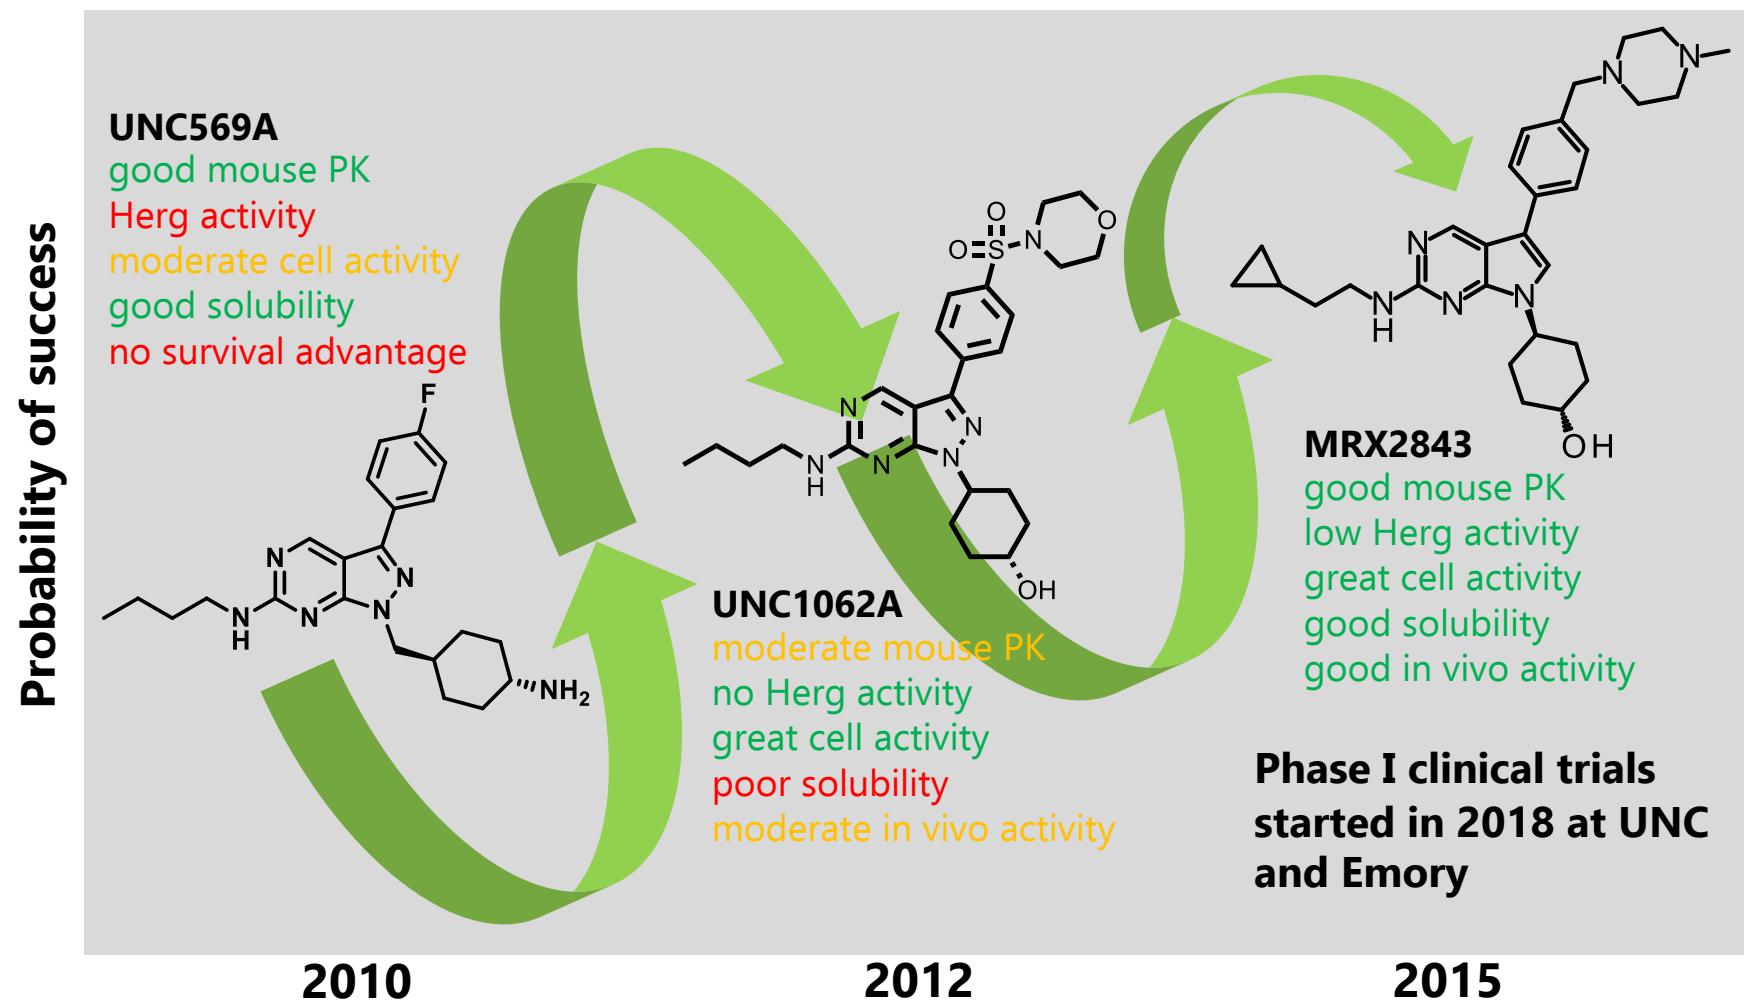 Probability of success
UNC569A
good mouse PK
Herg activity
moderate cell activity
good solubility
no survival advantage
F
N
N
N
H
N
N
N
NH2
O
O=S
N
O
N
N
N
H
N
N
OH
UNC1062A
moderate mouse PK
no Herg activity
great cell activity
poor solubility
moderate in vivo activity
N
N
N
N
H
N
N
OH
MRX2843
good mouse PK
low Herg activity
great cell activity
good solubility
good in vivo activity
Phase I clinical trials
started in 2018 at UNC
and Emory
2010
2012
2015